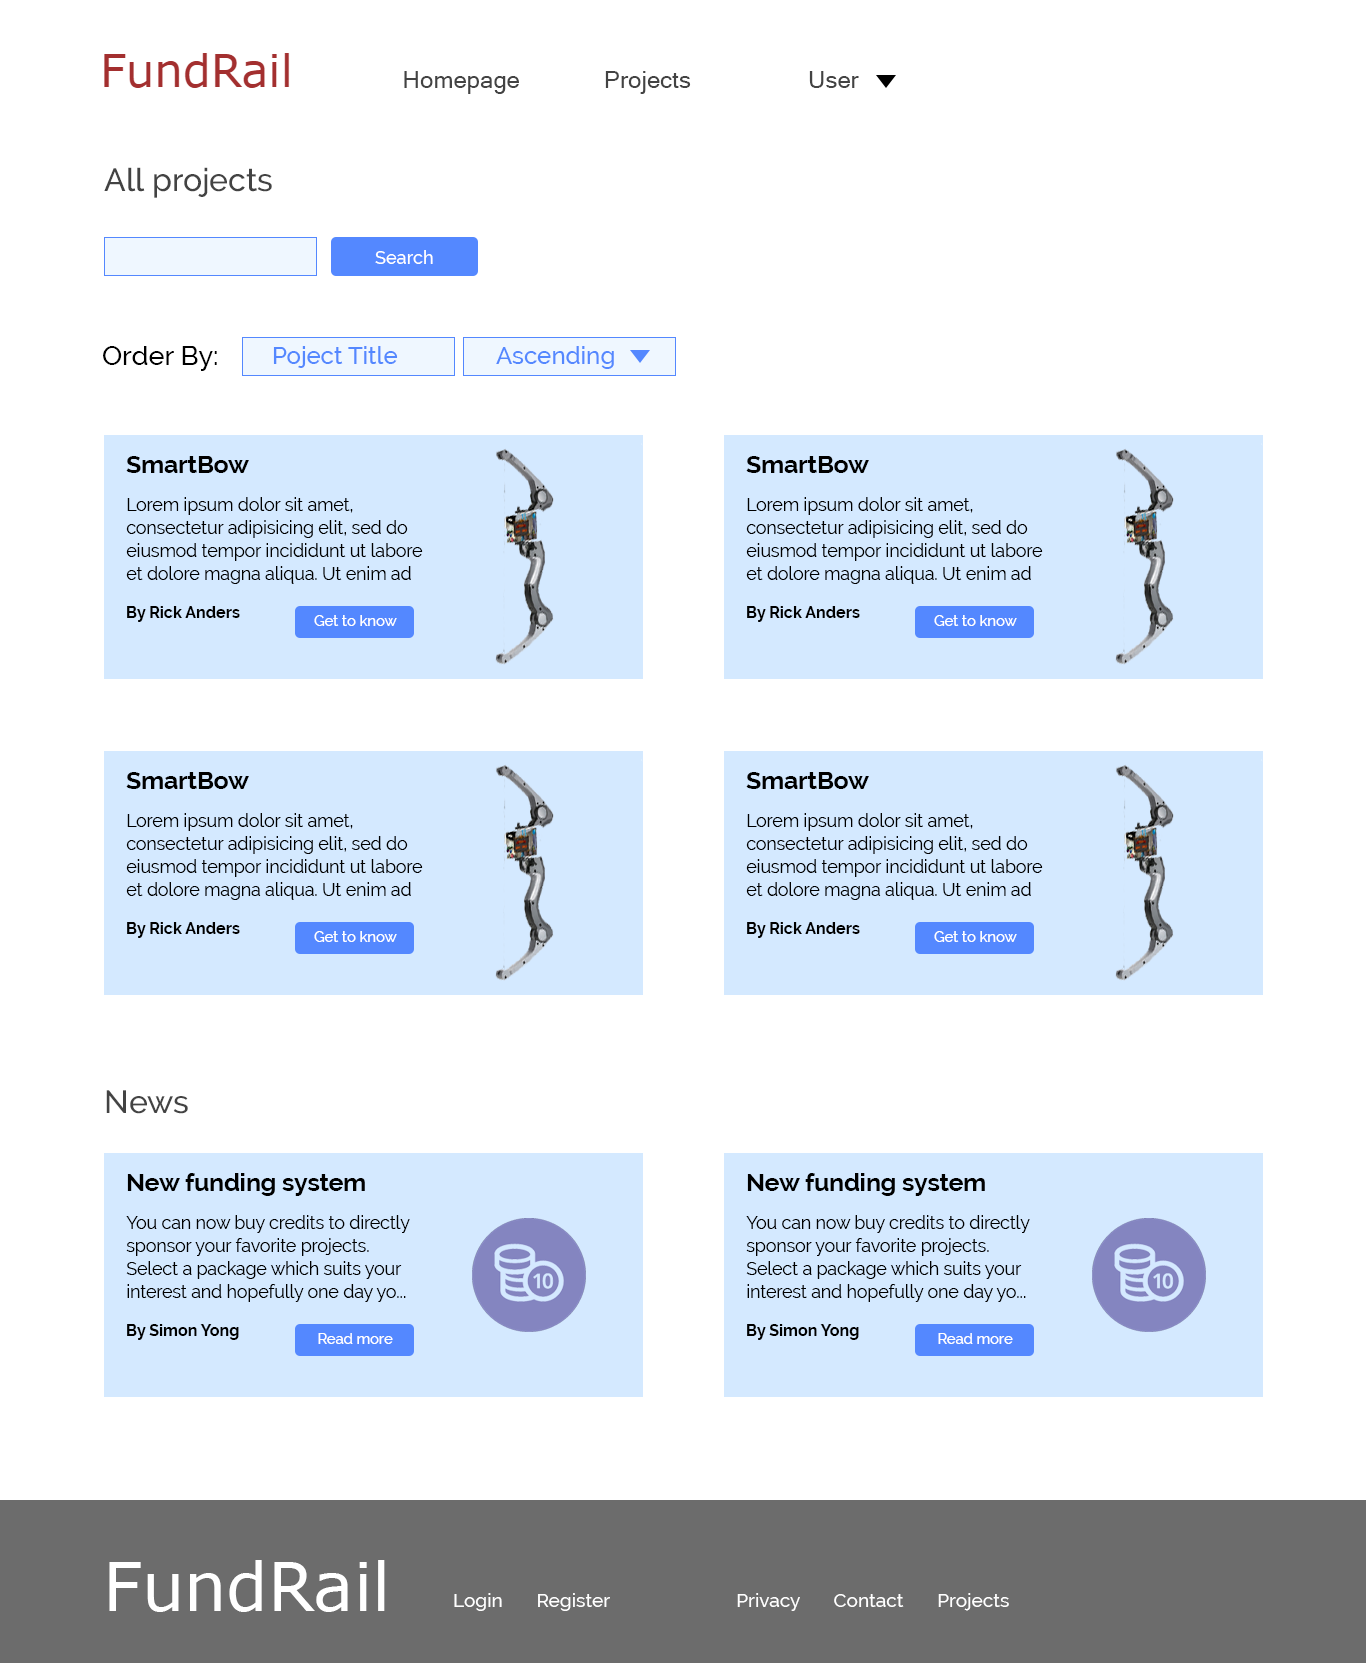 FundRail
Homepage
Projects
User
All projects
Search
Order By:
Poject Title
Ascending
SmartBow
Lorem ipsum dolor sit amet,
consectetur adipisicing elit, sed do
eiusmod tempor incididunt ut labore
et dolore magna aliqua. Ut enim ad
By Rick Anders
Get to know
SmartBow
Lorem ipsum dolor sit amet,
consectetur adipisicing elit, sed do
eiusmod tempor incididunt ut labore
et dolore magna aliqua. Ut enim ad
By Rick Anders
Get to know
SmartBow
Lorem ipsum dolor sit amet,
consectetur adipisicing elit, sed do
eiusmod tempor incididunt ut labore
et dolore magna aliqua. Ut enim ad
By Rick Anders
Get to know
SmartBow
Lorem ipsum dolor sit amet,
consectetur adipisicing elit, sed do
eiusmod tempor incididunt ut labore
et dolore magna aliqua. Ut enim ad
By Rick Anders
Get to know
News
New funding system
You can now buy credits to directly
sponsor your favorite projects.
Select a package which suits your
interest and hopefully one day yo...
By Simon Yong
Read more
10
New funding system
You can now buy credits to directly
sponsor your favorite projects.
Select a package which suits your
interest and hopefully one day yo...
By Simon Yong
Read more
10
FundRail
Login
Register
Privacy
Contact
Projects